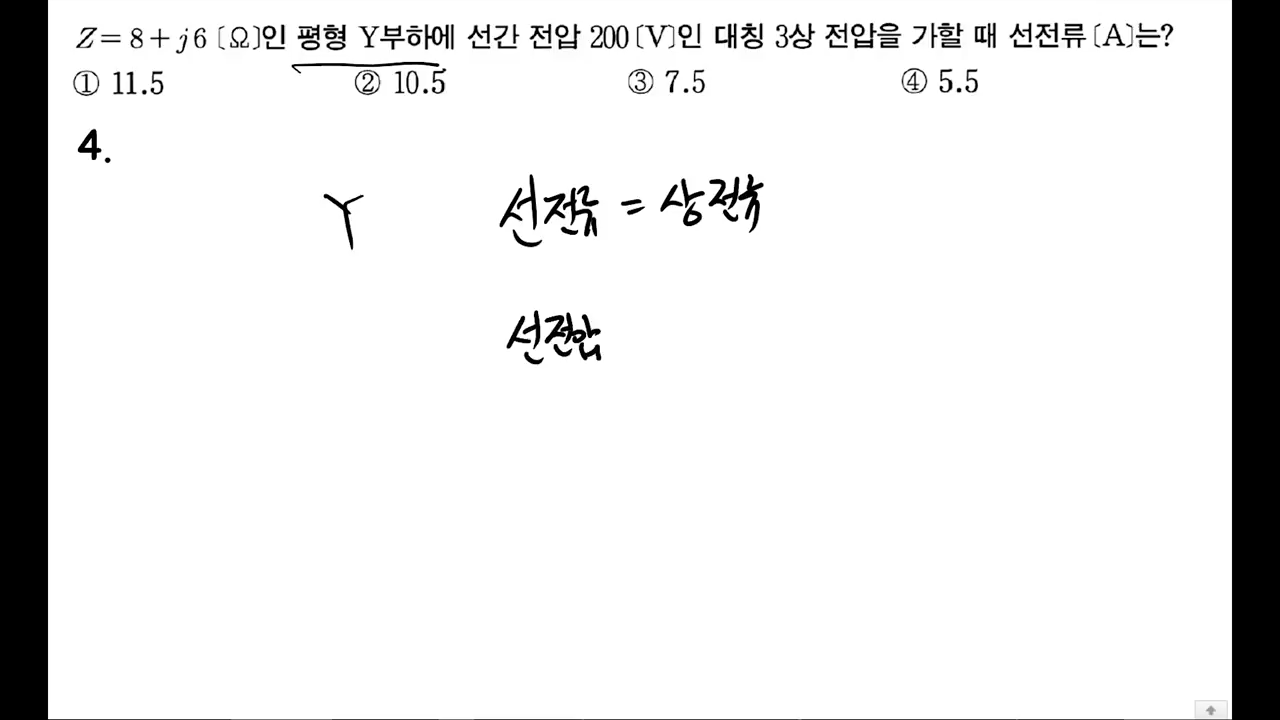 Z=8+j6〔Ω〕인 평형 Y부하에 선간 전압 200〔V〕인 대칭 3상 전압을 가할 때 선전류〔A〕는?
① 11.5 ② 10.5 ③ 7.5 ④ 5.5
4.
Y 선전류 = 상전류
선전압